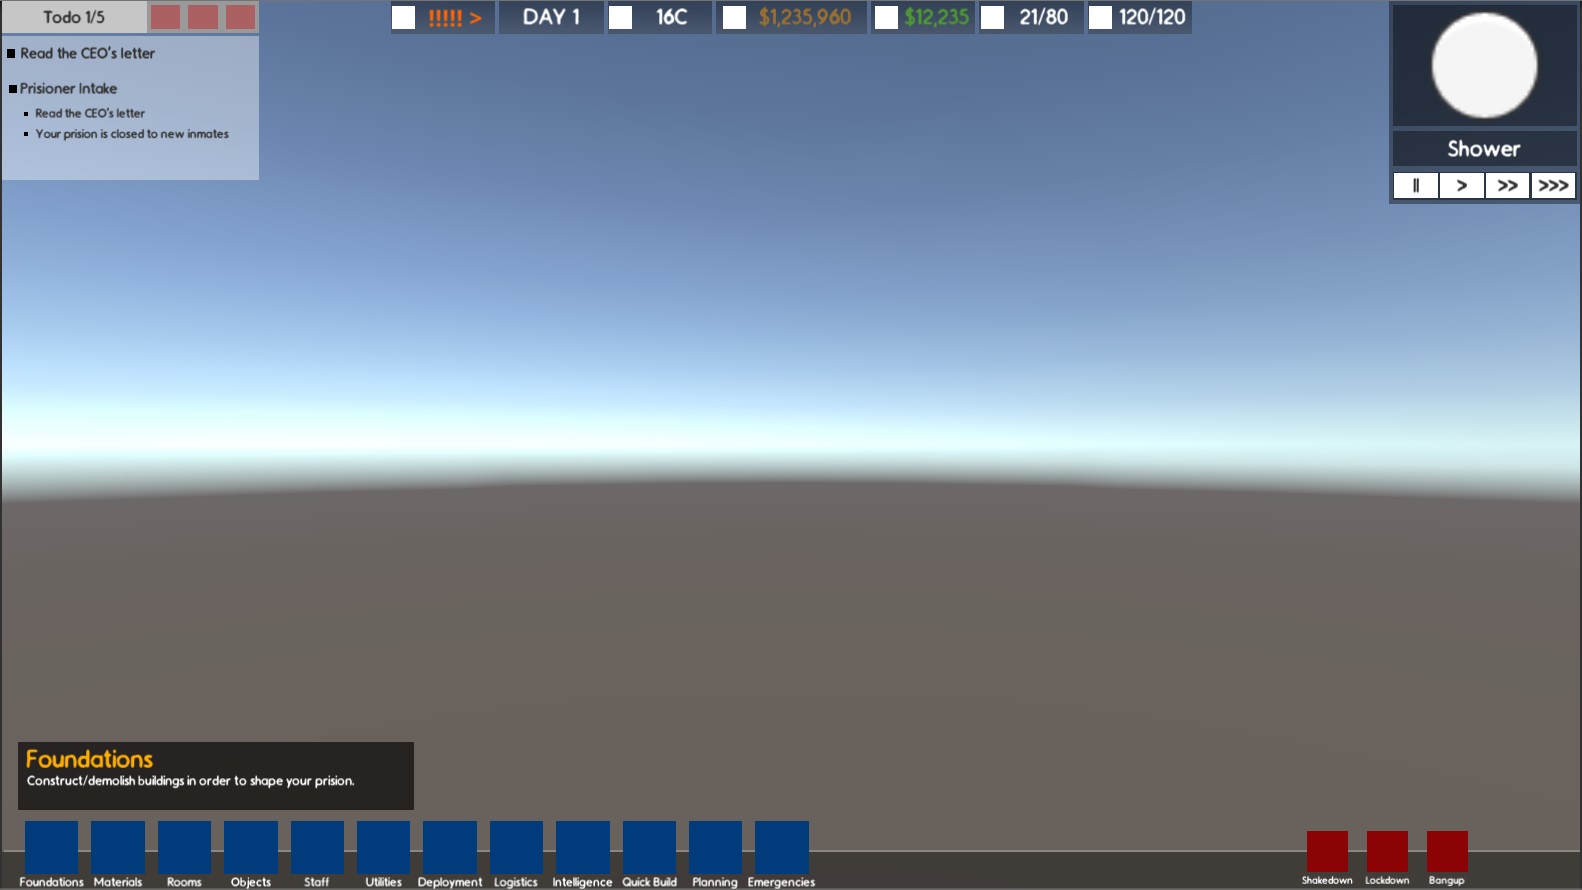 Todo 1/5
Read the CEO's letter
Prisioner Intake
Read the CEO's letter
Your prision is closed to new inmates
!!!!! >
DAY 1
16C
$1,235,960
$12,235
21/80
120/120
Shower
||
>
>>
>>>
Foundations
Construct/demolish buildings in order to shape your prision.
Foundations
Materials
Rooms
Objects
Staff
Utilities
Deployment
Logistics
Intelligence
Quick Build
Planning
Emergencies
Shakedown
Lockdown
Bangup